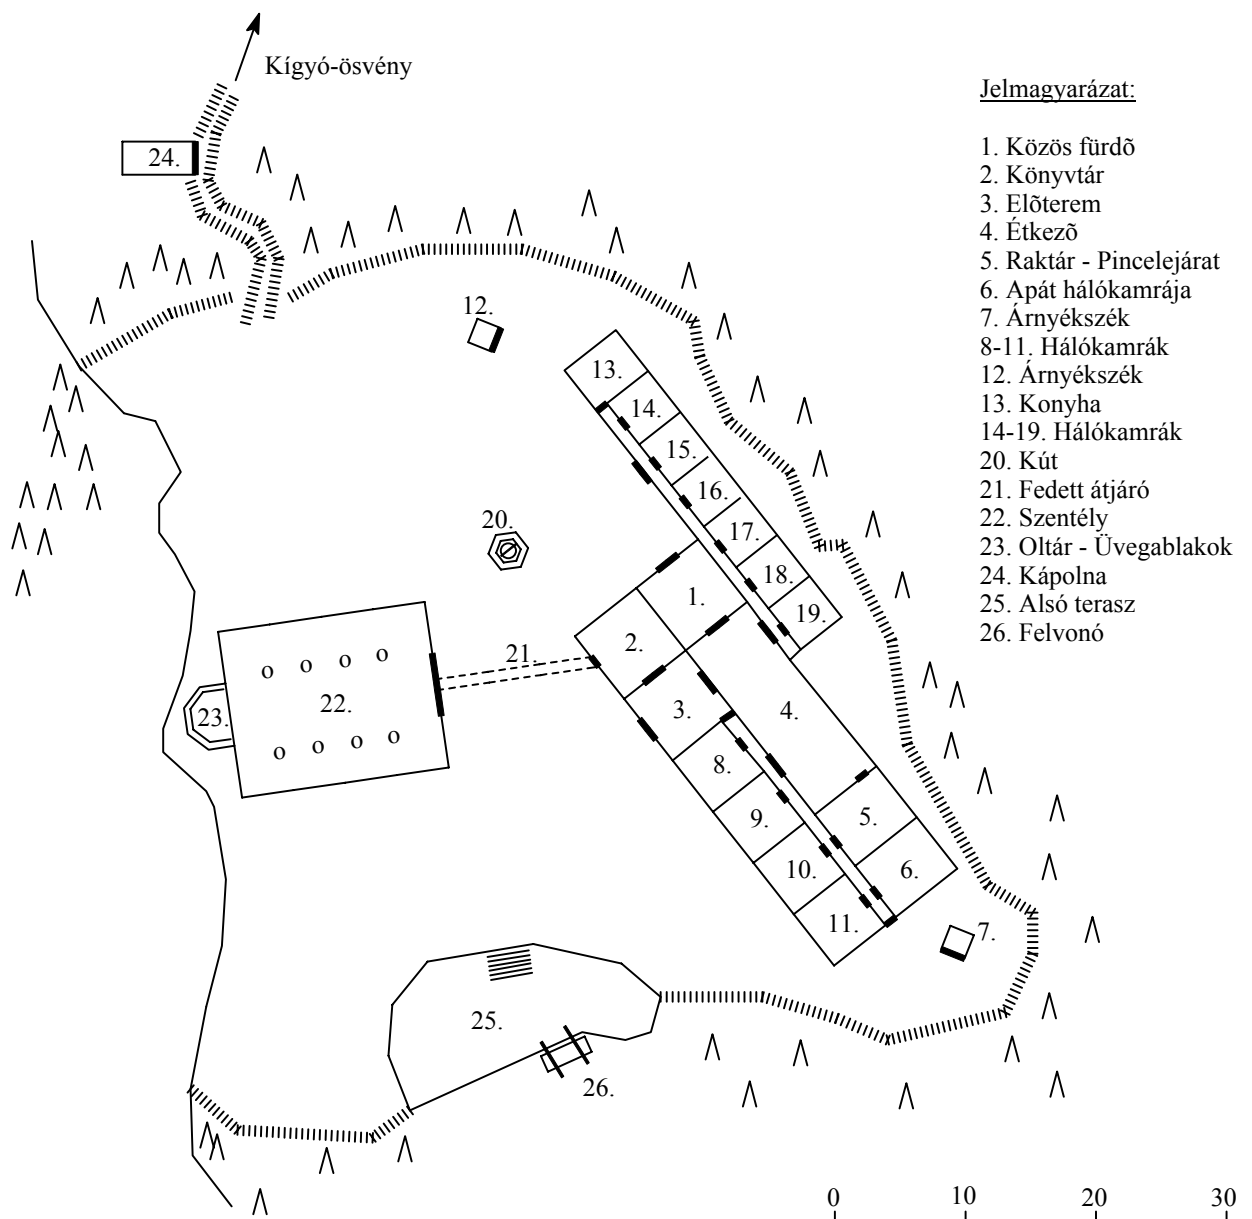 Kígyó-ösvény
Jelmagyarázat:
1. Közös fürdõ
2. Könyvtár
3. Elõterem
4. Étkezõ
5. Raktár - Pincelejárat
6. Apát hálókamrája
7. Árnyékszék
8-11. Hálókamrák
12. Árnyékszék
13. Konyha
14-19. Hálókamrák
20. Kút
21. Fedett átjáró
22. Szentély
23. Oltár - Üvegablakok
24. Kápolna
25. Alsó terasz
26. Felvonó
24.
12.
13.
14.
15.
16.
17.
18.
19.
20.
1.
2.
21.
22.
23.
3.
4.
8.
9.
5.
10.
6.
11.
7.
25.
26.
0 10 20 30